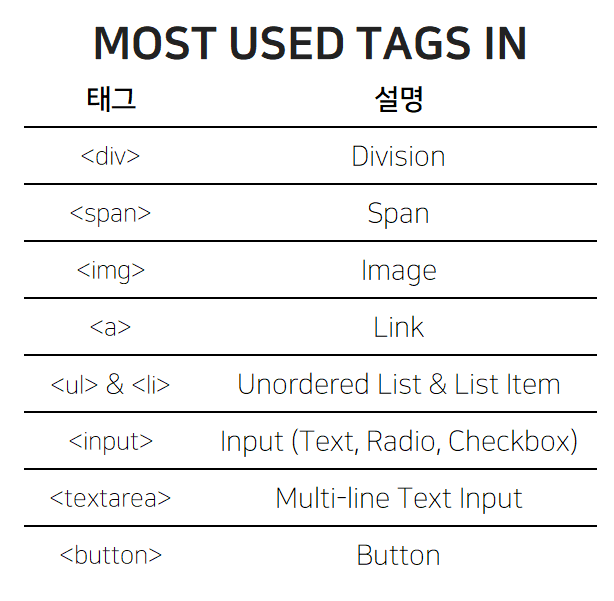 MOST USED TAGS IN
태그 설명
<div> Division
<span> Span
<img> Image
<a> Link
<ul> & <li> Unordered List & List Item
<input> Input (Text, Radio, Checkbox)
<textarea> Multi-line Text Input
<button> Button